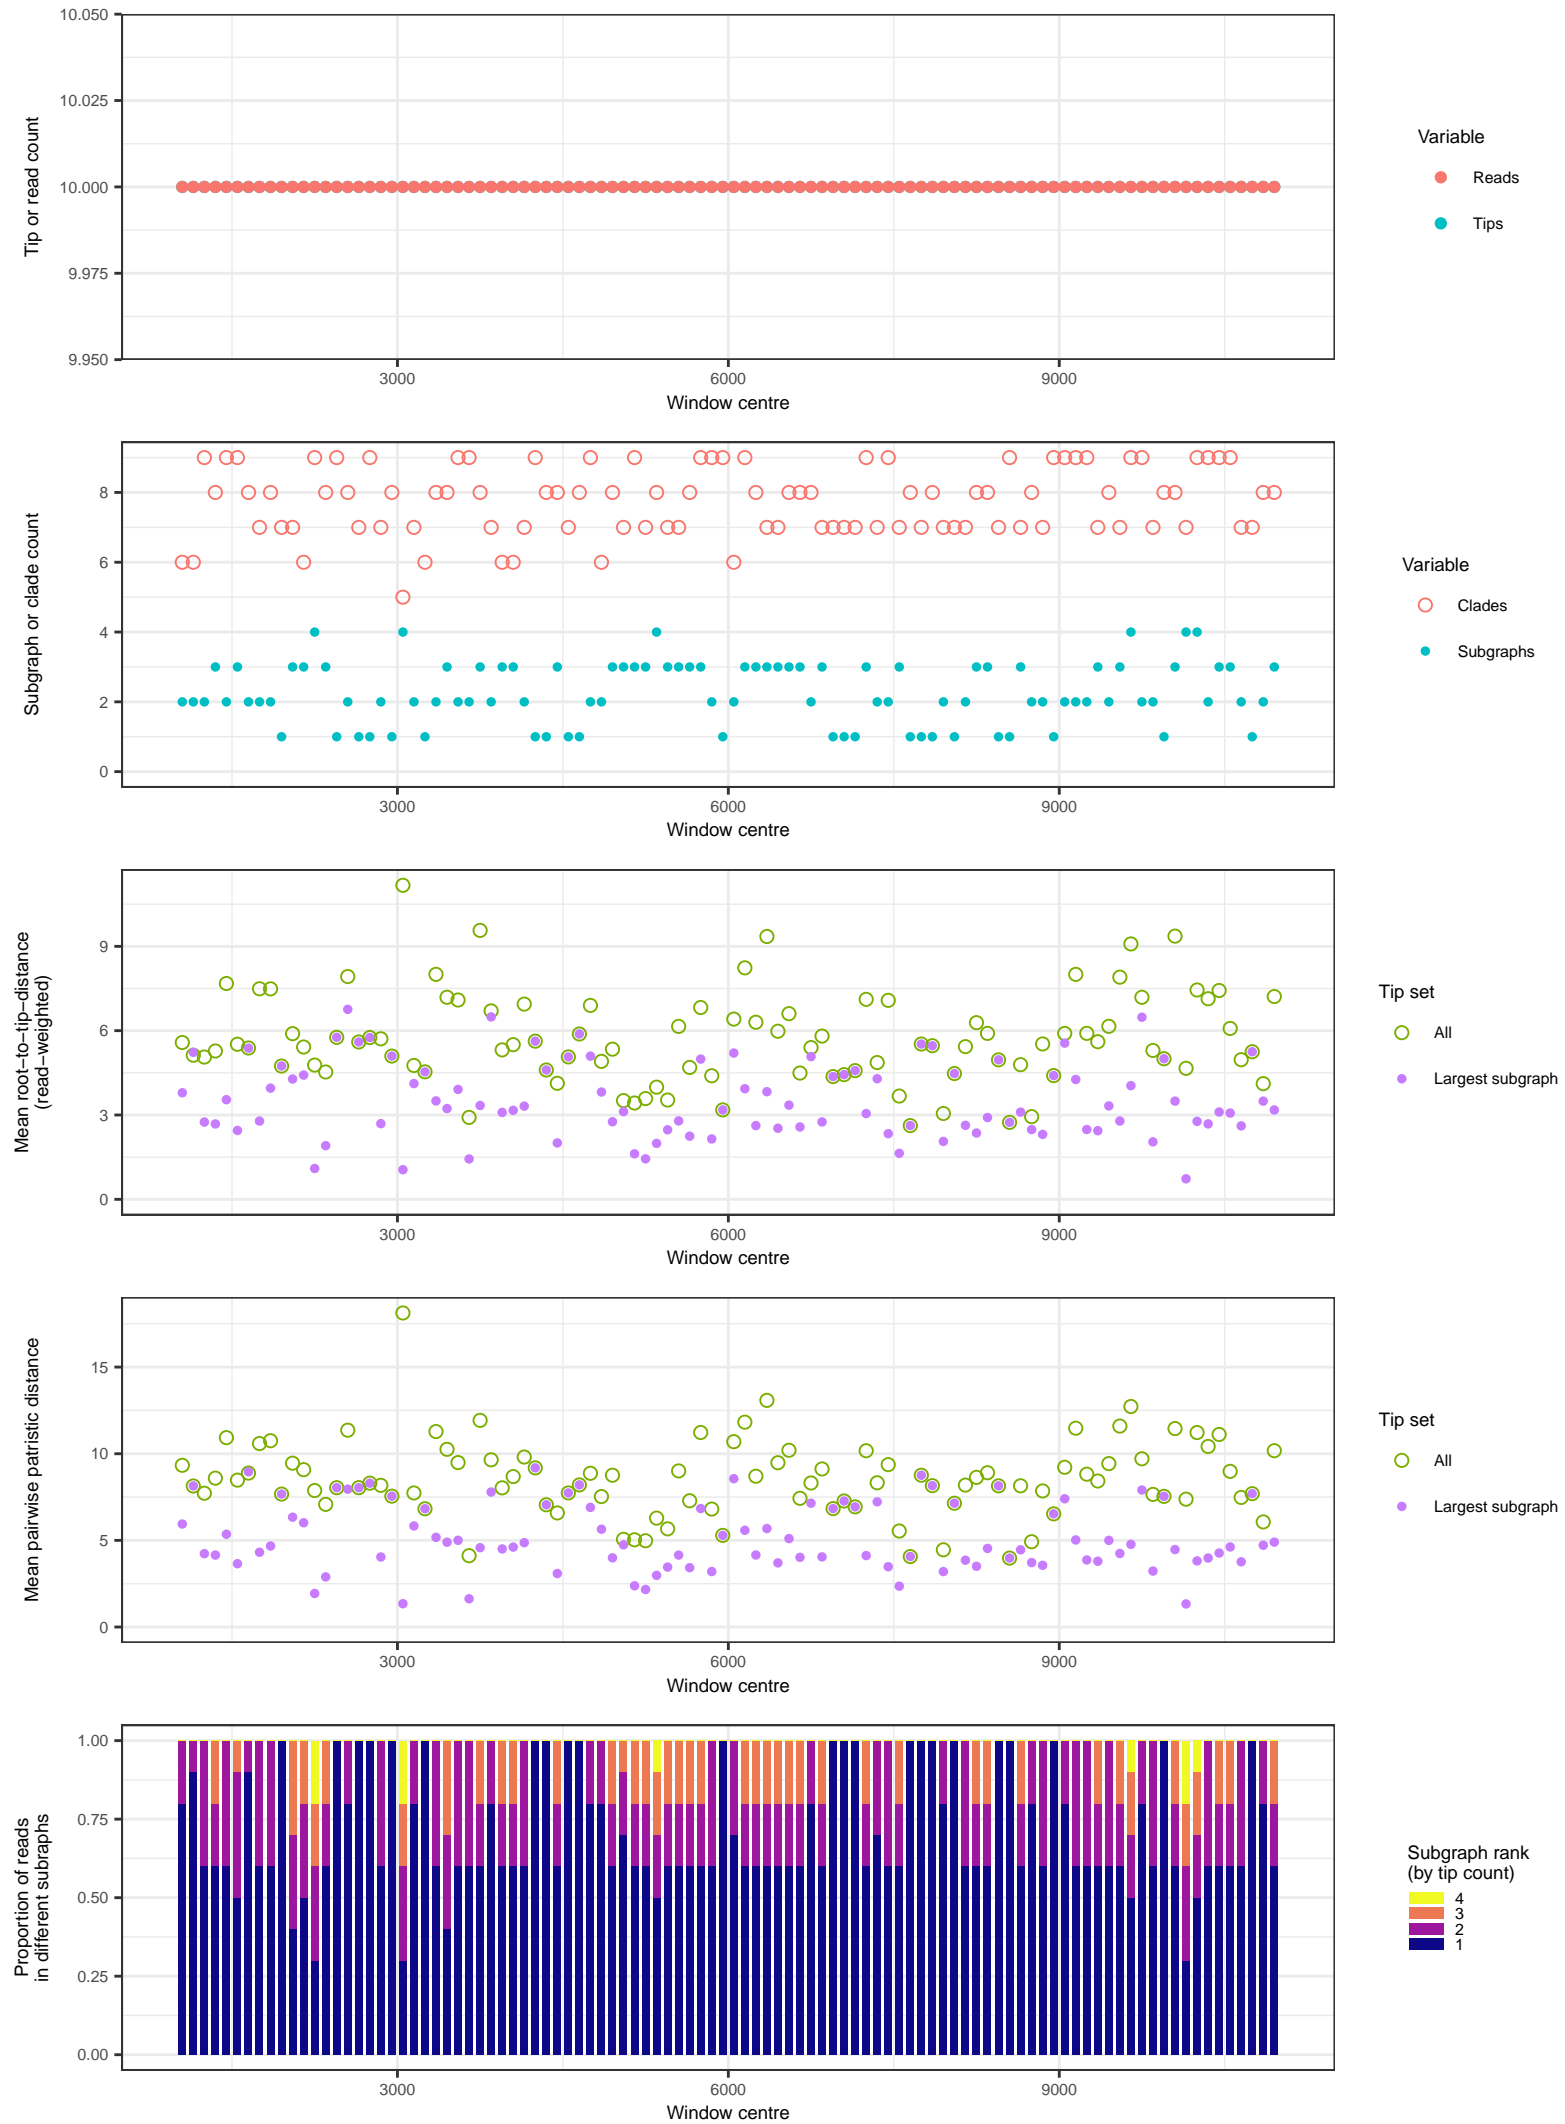 10.050
10.025
10.000
9.975
9.950
Tip or read count
3000 6000 9000
Window centre
Variable
Reads
Tips
8
6
4
2
0
Subgraph or clade count
3000 6000 9000
Window centre
Variable
Clades
Subgraphs
9
6
3
0
Mean root−to−tip−distance
(read−weighted)
3000 6000 9000
Window centre
Tip set
All
Largest subgraph
15
10
5
0
Mean pairwise patristic distance
3000 6000 9000
Window centre
Tip set
All
Largest subgraph
1.00
0.75
0.50
0.25
0.00
Proportion of reads
in different subraphs
3000 6000 9000
Window centre
Subgraph rank
(by tip count)
4
3
2
1